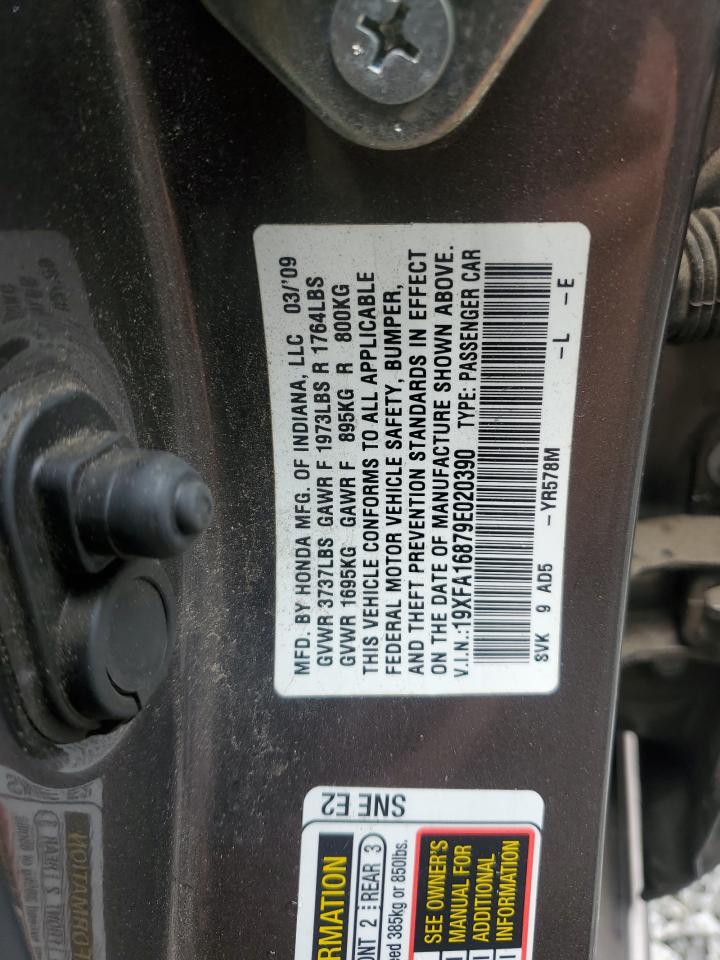 MFD. BY HONDA MFG. OF INDIANA, LLC 03/'09
GVWR 3737LBS GAWR F 1973LBS R 1764LBS
GVWR 1695KG GAWR F 895KG R 800KG
THIS VEHICLE CONFORMS TO ALL APPLICABLE
FEDERAL MOTOR VEHICLE SAFETY, BUMPER,
AND THEFT PREVENTION STANDARDS IN EFFECT
ON THE DATE OF MANUFACTURE SHOWN ABOVE.
V.I.N.:19XFA16879E020390 TYPE: PASSENGER CAR
SVK 9 AD5 -YR578M -L -E
SNE E2
RMATION
ONT 2 REAR 3
eed 385kg or 850lbs.
SEE OWNER'S
MANUAL FOR
ADDITIONAL
INFORMATION